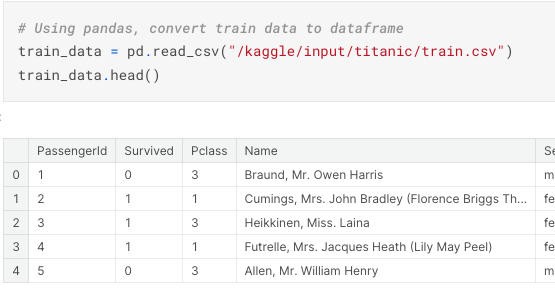 # Using pandas, convert train data to dataframe
train_data = pd.read_csv("/kaggle/input/titanic/train.csv")
train_data.head()
PassengerId Survived Pclass Name Se
0 1 0 3 Braund, Mr. Owen Harris m
1 2 1 1 Cumings, Mrs. John Bradley (Florence Briggs Th... fe
2 3 1 3 Heikkinen, Miss. Laina fe
3 4 1 1 Futrelle, Mrs. Jacques Heath (Lily May Peel) fe
4 5 0 3 Allen, Mr. William Henry m